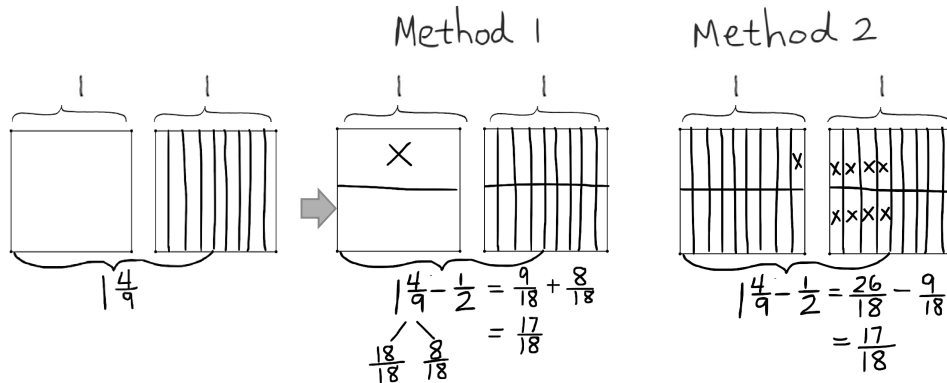 Method 1
Method 2
1 1
1 1
1 1
1 4/9
1 4/9 - 1/2 = 9/18 + 8/18
= 17/18
18/18 8/18
1 4/9 - 1/2 = 26/18 - 9/18
= 17/18